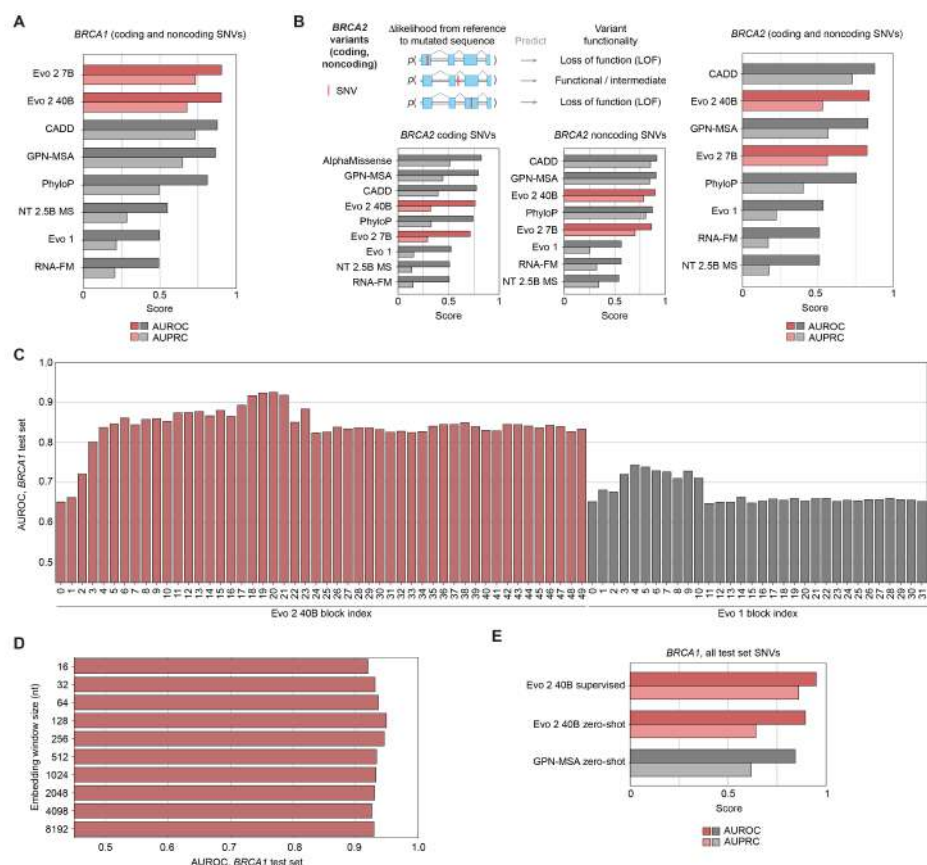 A
BRCA1 (coding and noncoding SNVs)
Evo 2 7B
Evo 2 40B
CADD
GPN-MSA
PhyloP
NT 2.5B MS
Evo 1
RNA-FM
0 0.5 1
Score
AUROC
AUPRC
B
BRCA2 variants (coding, noncoding)
SNV
Δlikelihood from reference to mutated sequence
Predict
Variant functionality
p( )
Loss of function (LOF)
p( )
Functional / intermediate
p( )
Loss of function (LOF)
BRCA2 coding SNVs
AlphaMissense
GPN-MSA
CADD
Evo 2 40B
PhyloP
Evo 2 7B
Evo 1
NT 2.5B MS
RNA-FM
0 0.5 1
Score
BRCA2 noncoding SNVs
CADD
GPN-MSA
Evo 2 40B
PhyloP
Evo 2 7B
Evo 1
RNA-FM
NT 2.5B MS
0 0.5 1
Score
BRCA2 (coding and noncoding SNVs)
CADD
Evo 2 40B
GPN-MSA
Evo 2 7B
PhyloP
Evo 1
RNA-FM
NT 2.5B MS
0 0.5 1
Score
AUROC
AUPRC
C
AUROC, BRCA1 test set
1.0
0.9
0.8
0.7
0.6
0.5
0 1 2 3 4 5 6 7 8 9 10 11 12 13 14 15 16 17 18 19 20 21 22 23 24 25 26 27 28 29 30 31 32 33 34 35 36 37 38 39 40 41 42 43 44 45 46 47 48 49
Evo 2 40B block index
0 1 2 3 4 5 6 7 8 9 10 11 12 13 14 15 16 17 18 19 20 21 22 23 24 25 26 27 28 29 30 31
Evo 1 block index
D
Embedding window size (nt)
16
32
64
128
256
512
1024
2048
4098
8192
0.5 0.6 0.7 0.8 0.9 1.0
AUROC, BRCA1 test set
E
BRCA1, all test set SNVs
Evo 2 40B supervised
Evo 2 40B zero-shot
GPN-MSA zero-shot
0 0.5 1
Score
AUROC
AUPRC